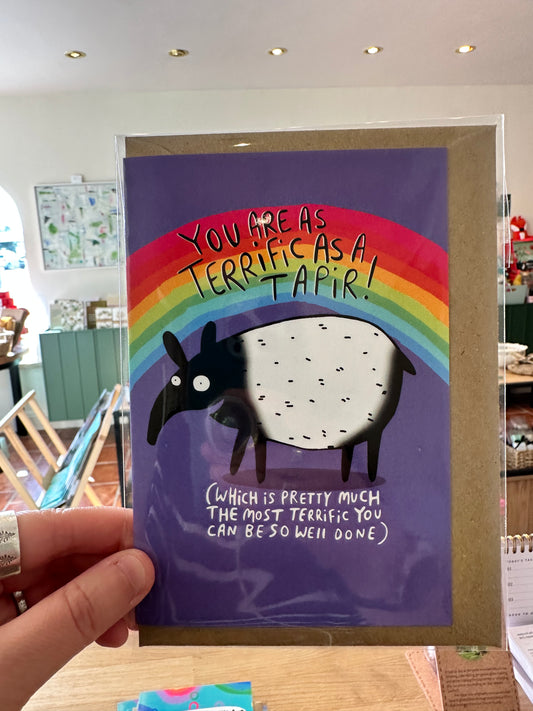 YOU ARE AS
TERRIFIC AS A
TAPIR!
(WHICH IS PRETTY MUCH
THE MOST TERRIFIC YOU
CAN BE SO WEll DONE)